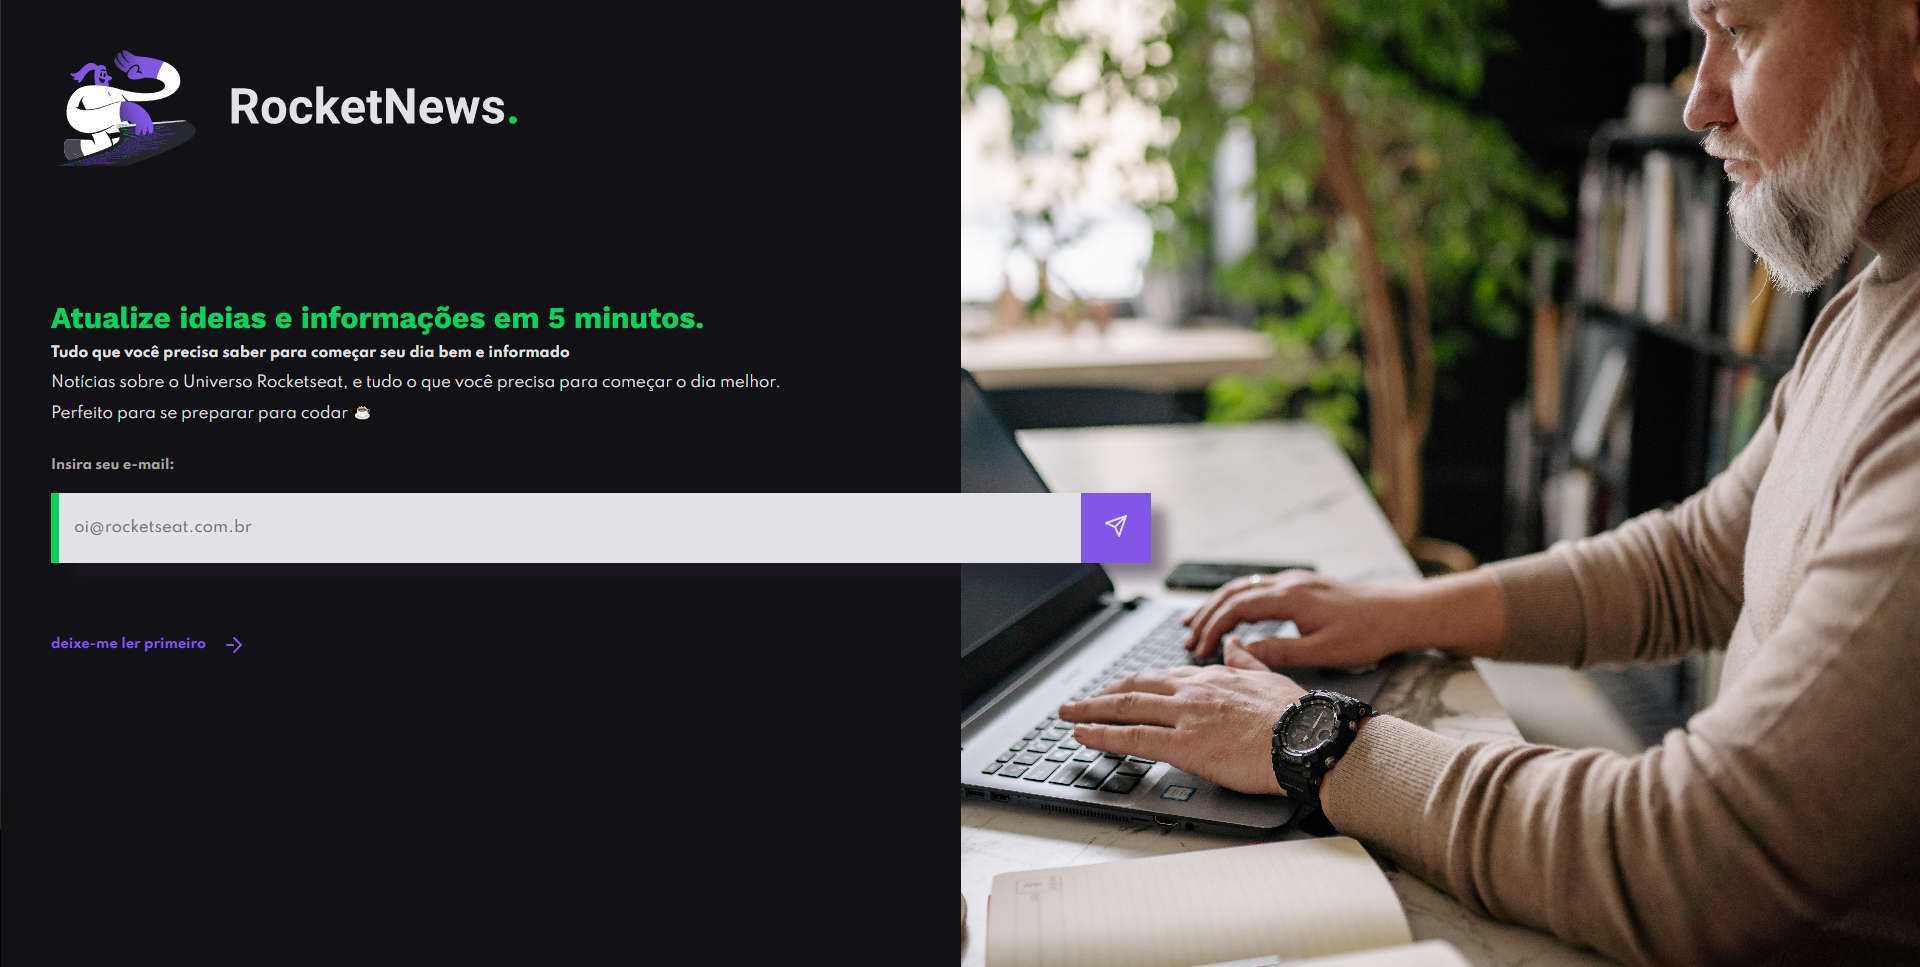 RocketNews.
Atualize ideias e informações em 5 minutos.
Tudo que você precisa saber para começar seu dia bem e informado
Notícias sobre o Universo Rocketseat, e tudo o que você precisa para começar o dia melhor.
Perfeito para se preparar para codar ☕
Insira seu e-mail:
oi@rocketseat.com.br
deixe-me ler primeiro